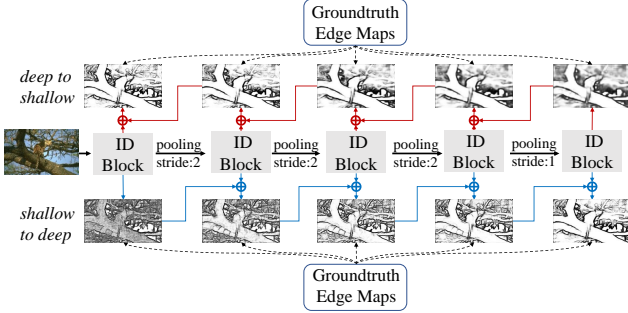 Groundtruth
Edge Maps
deep to
shallow
ID
Block
pooling
stride:2
ID
Block
pooling
stride:2
ID
Block
pooling
stride:2
ID
Block
pooling
stride:1
ID
Block
shallow
to deep
Groundtruth
Edge Maps